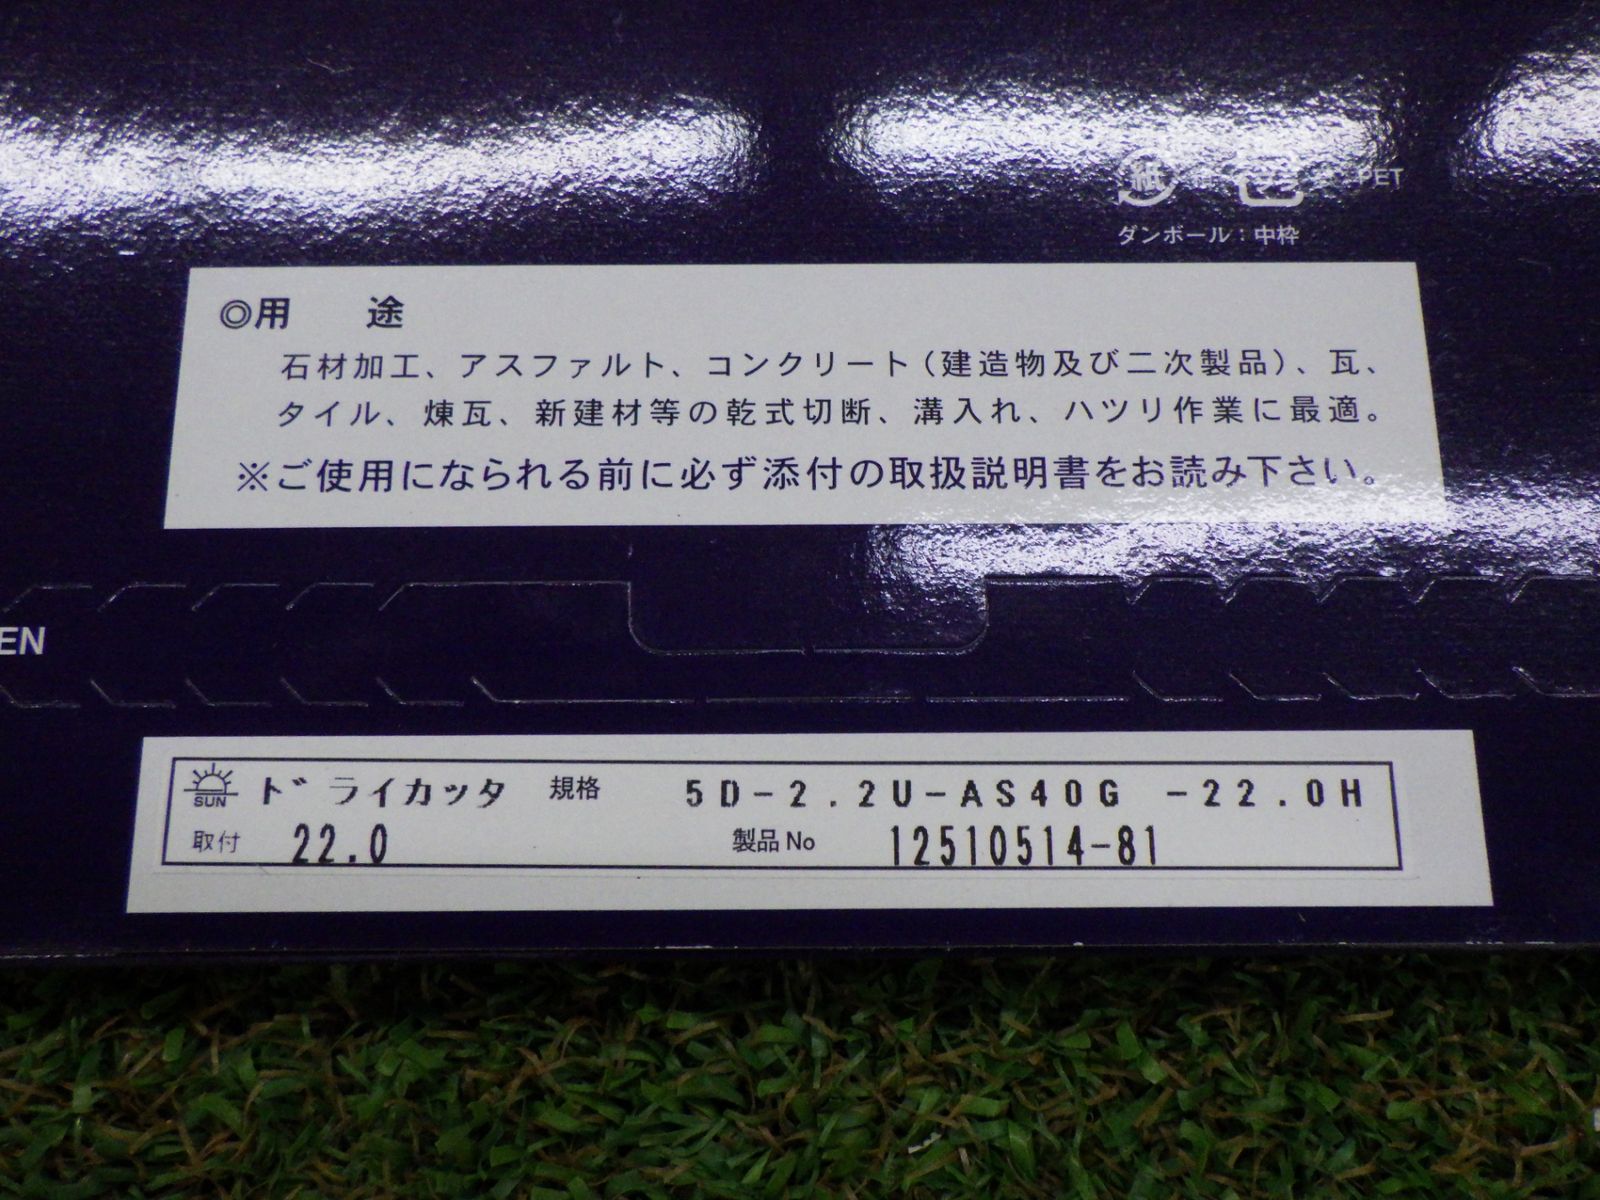 紙 PET
ダンボール：中枠
◎用　途
石材加工、アスファルト、コンクリート（建造物及び二次製品）、瓦、
タイル、煉瓦、新建材等の乾式切断、溝入れ、ハツリ作業に最適。
※ご使用になられる前に必ず添付の取扱説明書をお読み下さい。
EN
SUN ドライカッタ 規格 5D-2.2U-AS40G -22.0H
取付 22.0 製品No 12510514-81